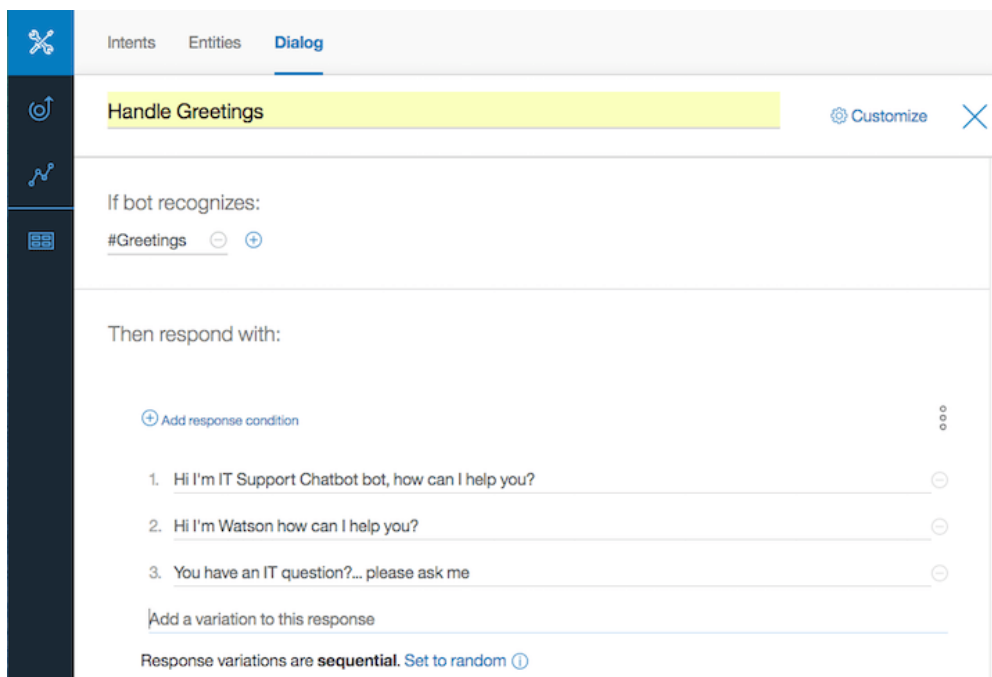 Intents Entities Dialog
Handle Greetings Customize
If bot recognizes:
#Greetings
Then respond with:
Add response condition
1. Hi I'm IT Support Chatbot bot, how can I help you?
2. Hi I'm Watson how can I help you?
3. You have an IT question?... please ask me
Add a variation to this response
Response variations are sequential. Set to random